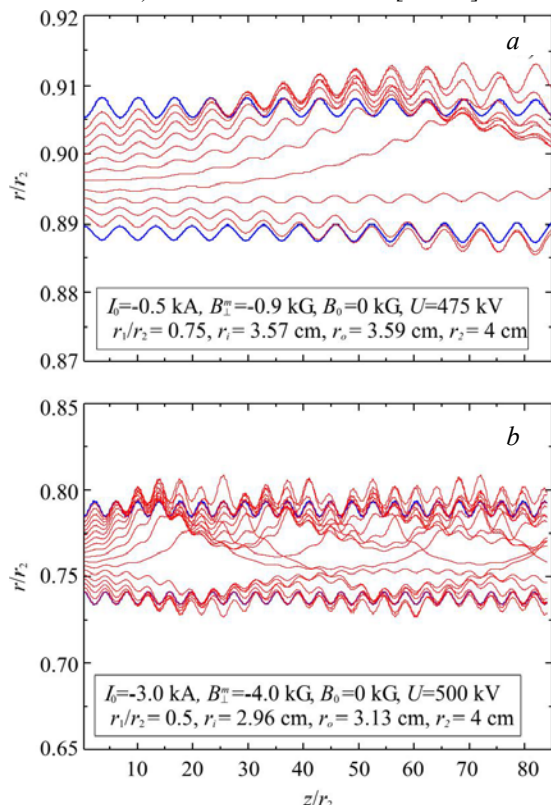 0.92
a
0.91
0.90
r/r₂
0.89
0.88
I₀=-0.5 kA, B⊥ᵐ=-0.9 kG, B₀=0 kG, U=475 kV
r₁/r₂= 0.75, rᵢ= 3.57 cm, rₒ= 3.59 cm, r₂= 4 cm
0.87
0.85
b
0.80
r/r₂
0.75
I₀=-3.0 kA, B⊥ᵐ=-4.0 kG, B₀=0 kG, U=500 kV
r₁/r₂= 0.5, rᵢ= 2.96 cm, rₒ= 3.13 cm, r₂= 4 cm
0.65
10 20 30 40 50 60 70 80
z/r₂